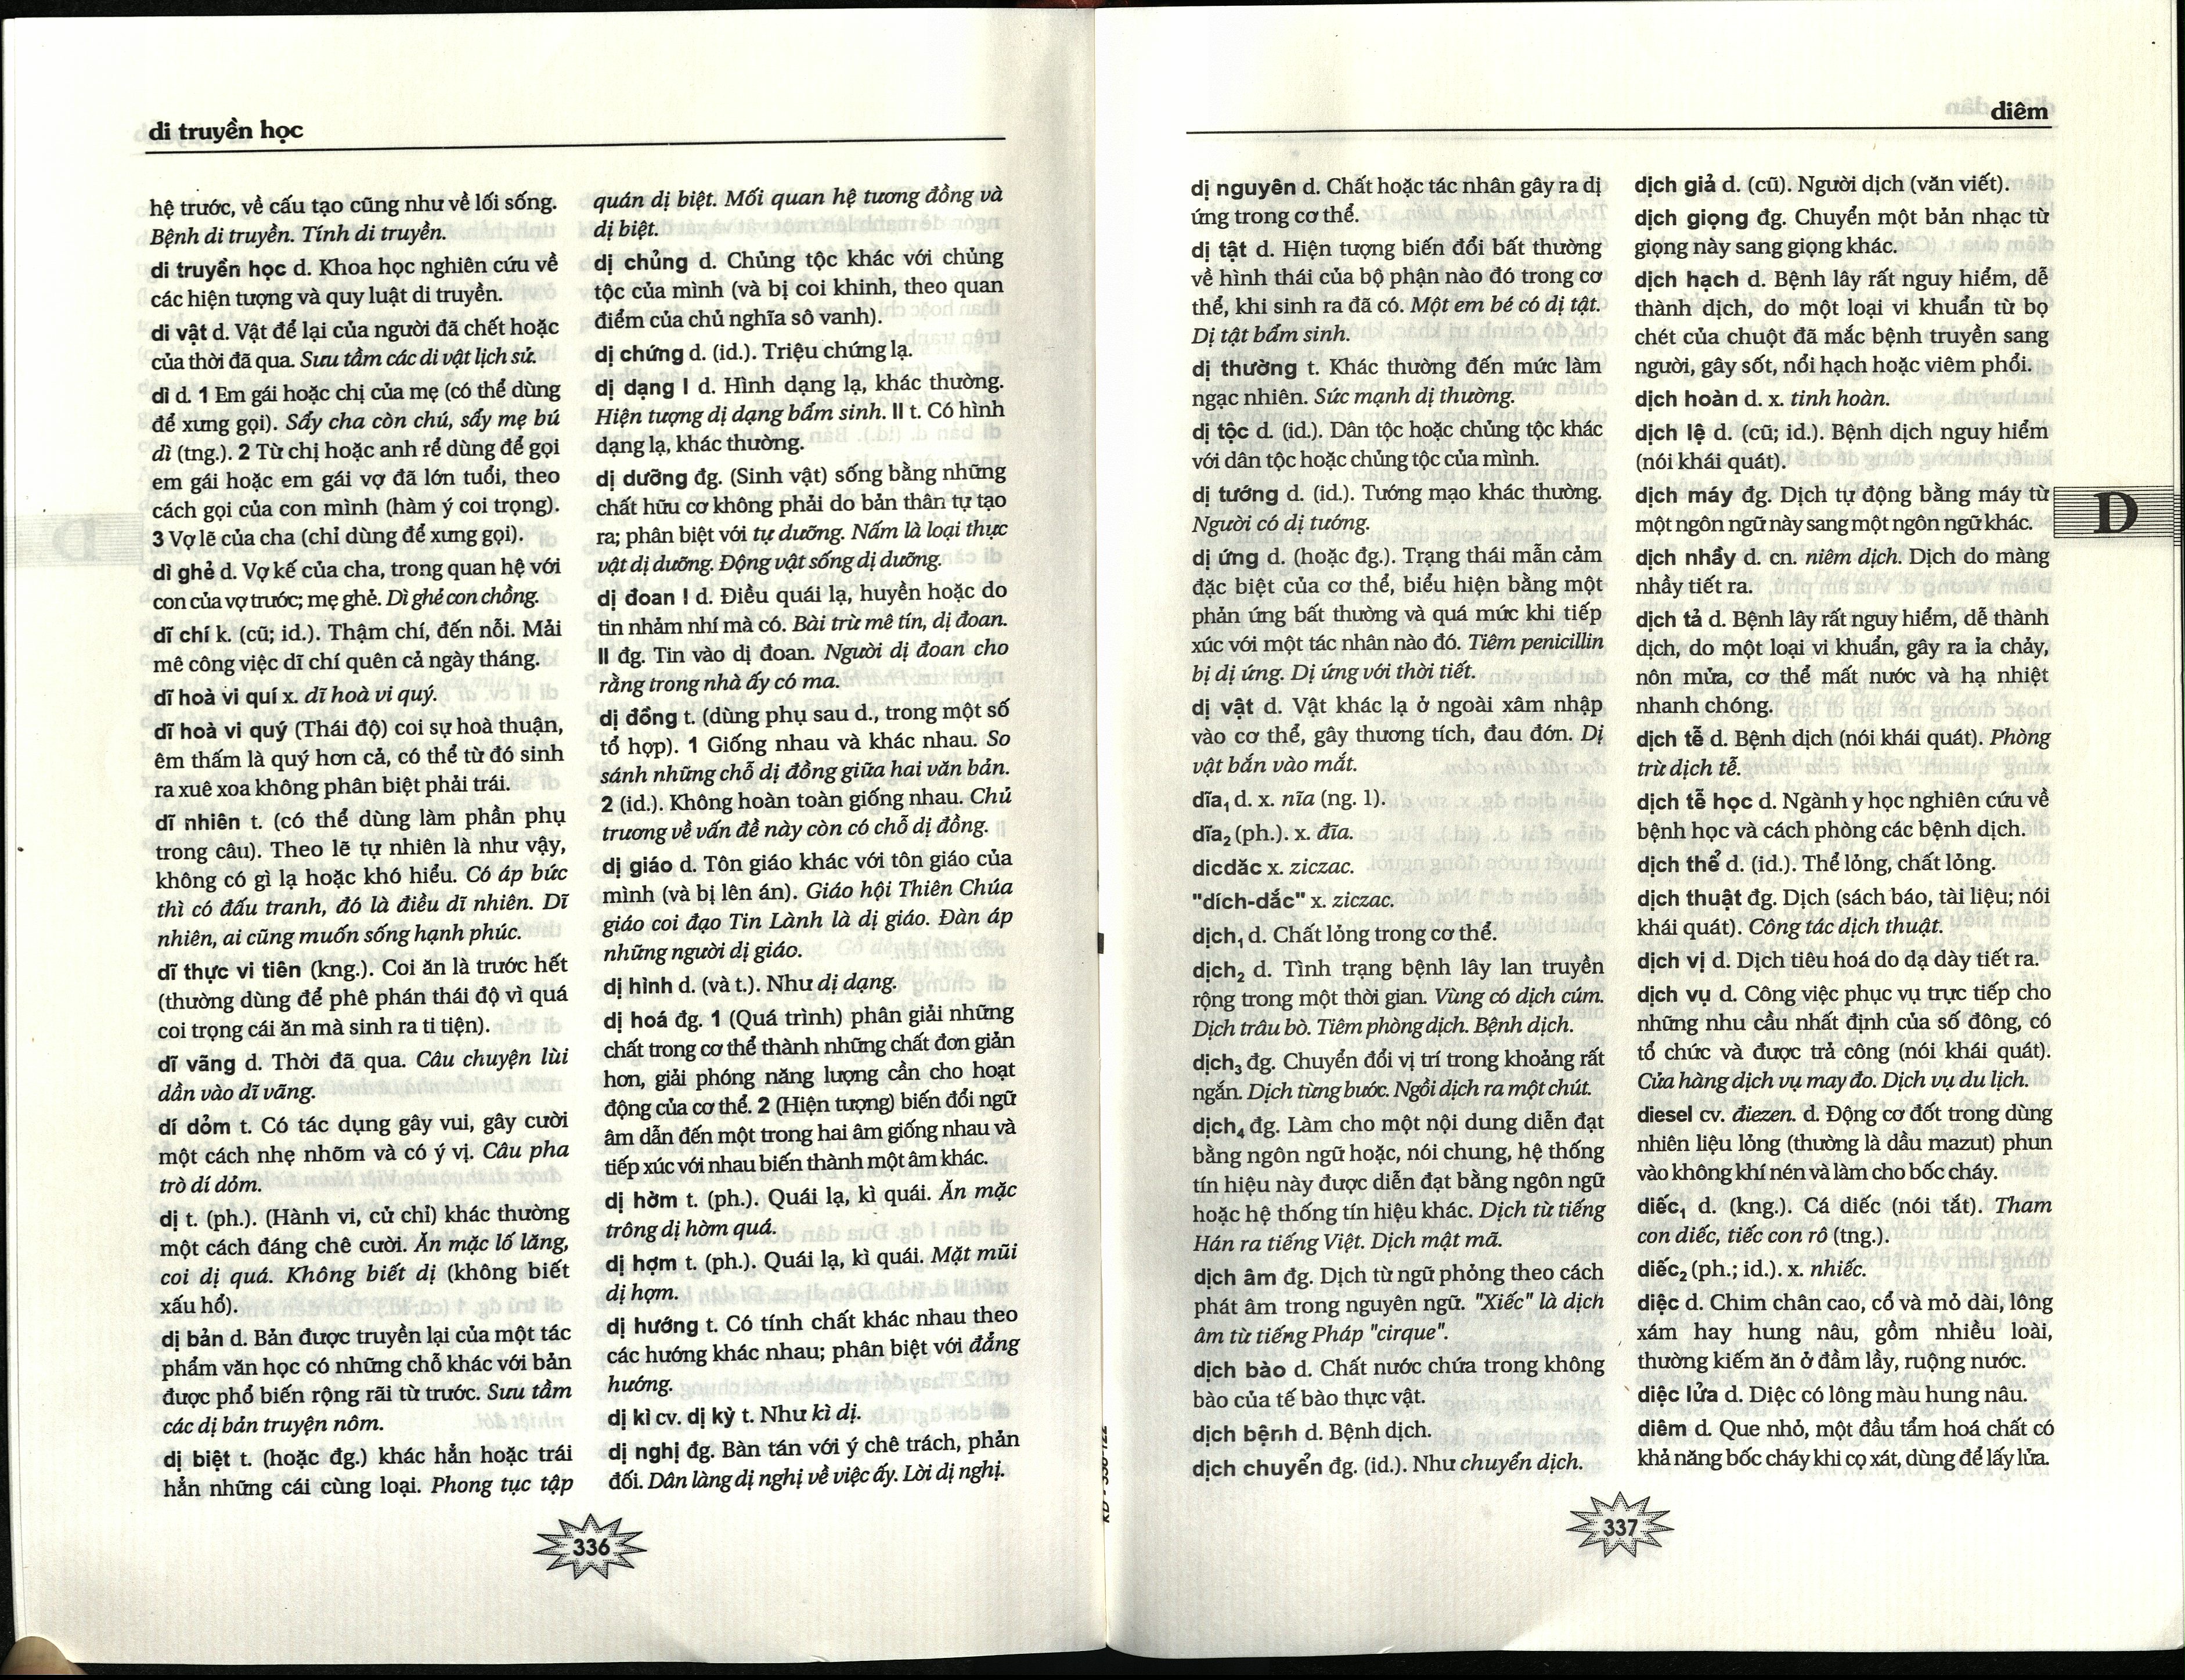 di truyền học
hệ trước, về cấu tạo cũng như về lối sống.
Bệnh di truyền. Tính di truyền.
di truyền học d. Khoa học nghiên cứu về
các hiện tượng và quy luật di truyền.
di vật d. Vật để lại của người đã chết hoặc
của thời đã qua. Sưu tầm các di vật lịch sử.
dì d. 1 Em gái hoặc chị của mẹ (có thể dùng
để xưng gọi). Sẩy cha còn chú, sẩy mẹ bú
dì (tng.). 2 Từ chị hoặc anh rể dùng để gọi
em gái hoặc em gái vợ đã lớn tuổi, theo
cách gọi của con mình (hàm ý coi trọng).
3 Vợ lẽ của cha (chỉ dùng để xưng gọi).
dì ghẻ d. Vợ kế của cha, trong quan hệ với
con của vợ trước; mẹ ghẻ. Dì ghẻ con chồng.
dĩ chí k. (cũ; id.). Thậm chí, đến nỗi. Mải
mê công việc dĩ chí quên cả ngày tháng.
dĩ hoà vi quí x. dĩ hoà vi quý.
dĩ hoà vi quý (Thái độ) coi sự hoà thuận,
êm thấm là quý hơn cả, có thể từ đó sinh
ra xuê xoa không phân biệt phải trái.
dĩ nhiên t. (có thể dùng làm phần phụ
trong câu). Theo lẽ tự nhiên là như vậy,
không có gì lạ hoặc khó hiểu. Có áp bức
thì có đấu tranh, đó là điều dĩ nhiên. Dĩ
nhiên, ai cũng muốn sống hạnh phúc.
dĩ thực vi tiên (kng.). Coi ăn là trước hết
(thường dùng để phê phán thái độ vì quá
coi trọng cái ăn mà sinh ra ti tiện).
dĩ vãng d. Thời đã qua. Câu chuyện lùi
dần vào dĩ vãng.
dí dỏm t. Có tác dụng gây vui, gây cười
một cách nhẹ nhõm và có ý vị. Câu pha
trò dí dỏm.
dị t. (ph.). (Hành vi, cử chỉ) khác thường
một cách đáng chê cười. Ăn mặc lố lăng,
coi dị quá. Không biết dị (không biết
xấu hổ).
dị bản d. Bản được truyền lại của một tác
phẩm văn học có những chỗ khác với bản
được phổ biến rộng rãi từ trước. Sưu tầm
các dị bản truyện nôm.
dị biệt t. (hoặc đg.) khác hẳn hoặc trái
hẳn những cái cùng loại. Phong tục tập
quán dị biệt. Mối quan hệ tương đồng và
dị biệt.
dị chủng d. Chủng tộc khác với chủng
tộc của mình (và bị coi khinh, theo quan
điểm của chủ nghĩa sô vanh).
dị chứng d. (id.). Triệu chứng lạ.
dị dạng I d. Hình dạng lạ, khác thường.
Hiện tượng dị dạng bẩm sinh. II t. Có hình
dạng lạ, khác thường.
dị dưỡng đg. (Sinh vật) sống bằng những
chất hữu cơ không phải do bản thân tự tạo
ra; phân biệt với tự dưỡng. Nấm là loại thực
vật dị dưỡng. Động vật sống dị dưỡng.
dị đoan I d. Điều quái lạ, huyền hoặc do
tin nhảm nhí mà có. Bài trừ mê tín, dị đoan.
II đg. Tin vào dị đoan. Người dị đoan cho
rằng trong nhà ấy có ma.
dị đồng t. (dùng phụ sau d., trong một số
tổ hợp). 1 Giống nhau và khác nhau. So
sánh những chỗ dị đồng giữa hai văn bản.
2 (id.). Không hoàn toàn giống nhau. Chủ
trương về vấn đề này còn có chỗ dị đồng.
dị giáo d. Tôn giáo khác với tôn giáo của
mình (và bị lên án). Giáo hội Thiên Chúa
giáo coi đạo Tin Lành là dị giáo. Đàn áp
những người dị giáo.
dị hình d. (và t.). Như dị dạng.
dị hoá đg. 1 (Quá trình) phân giải những
chất trong cơ thể thành những chất đơn giản
hơn, giải phóng năng lượng cần cho hoạt
động của cơ thể. 2 (Hiện tượng) biến đổi ngữ
âm dẫn đến một trong hai âm giống nhau và
tiếp xúc với nhau biến thành một âm khác.
dị hờm t. (ph.). Quái lạ, kì quái. Ăn mặc
trông dị hờm quá.
dị hợm t. (ph.). Quái lạ, kì quái. Mặt mũi
dị hợm.
dị hướng t. Có tính chất khác nhau theo
các hướng khác nhau; phân biệt với đẳng
hướng.
dị kì cv. dị kỳ t. Như kì dị.
dị nghị đg. Bàn tán với ý chê trách, phản
đối. Dân làng dị nghị về việc ấy. Lời dị nghị.
336
diêm
dị nguyên d. Chất hoặc tác nhân gây ra dị
ứng trong cơ thể.
dị tật d. Hiện tượng biến đổi bất thường
về hình thái của bộ phận nào đó trong cơ
thể, khi sinh ra đã có. Một em bé có dị tật.
Dị tật bẩm sinh.
dị thường t. Khác thường đến mức làm
ngạc nhiên. Sức mạnh dị thường.
dị tộc d. (id.). Dân tộc hoặc chủng tộc khác
với dân tộc hoặc chủng tộc của mình.
dị tướng d. (id.). Tướng mạo khác thường.
Người có dị tướng.
dị ứng d. (hoặc đg.). Trạng thái mẫn cảm
đặc biệt của cơ thể, biểu hiện bằng một
phản ứng bất thường và quá mức khi tiếp
xúc với một tác nhân nào đó. Tiêm penicillin
bị dị ứng. Dị ứng với thời tiết.
dị vật d. Vật khác lạ ở ngoài xâm nhập
vào cơ thể, gây thương tích, đau đớn. Dị
vật bắn vào mắt.
dĩa₁ d. x. nĩa (ng. 1).
dĩa₂ (ph.). x. đĩa.
dicdăc x. ziczac.
"dích-dắc" x. ziczac.
dịch₁ d. Chất lỏng trong cơ thể.
dịch₂ d. Tình trạng bệnh lây lan truyền
rộng trong một thời gian. Vùng có dịch cúm.
Dịch trâu bò. Tiêm phòng dịch. Bệnh dịch.
dịch₃ đg. Chuyển đổi vị trí trong khoảng rất
ngắn. Dịch từng bước. Ngồi dịch ra một chút.
dịch₄ đg. Làm cho một nội dung diễn đạt
bằng ngôn ngữ hoặc, nói chung, hệ thống
tín hiệu này được diễn đạt bằng ngôn ngữ
hoặc hệ thống tín hiệu khác. Dịch từ tiếng
Hán ra tiếng Việt. Dịch mật mã.
dịch âm đg. Dịch từ ngữ phỏng theo cách
phát âm trong nguyên ngữ. "Xiếc" là dịch
âm từ tiếng Pháp "cirque".
dịch bào d. Chất nước chứa trong không
bào của tế bào thực vật.
dịch bệnh d. Bệnh dịch.
dịch chuyển đg. (id.). Như chuyển dịch.
dịch giả d. (cũ). Người dịch (văn viết).
dịch giọng đg. Chuyển một bản nhạc từ
giọng này sang giọng khác.
dịch hạch d. Bệnh lây rất nguy hiểm, dễ
thành dịch, do một loại vi khuẩn từ bọ
chét của chuột đã mắc bệnh truyền sang
người, gây sốt, nổi hạch hoặc viêm phổi.
dịch hoàn d. x. tinh hoàn.
dịch lệ d. (cũ; id.). Bệnh dịch nguy hiểm
(nói khái quát).
dịch máy đg. Dịch tự động bằng máy từ
một ngôn ngữ này sang một ngôn ngữ khác.
D
dịch nhầy d. cn. niêm dịch. Dịch do màng
nhầy tiết ra.
dịch tả d. Bệnh lây rất nguy hiểm, dễ thành
dịch, do một loại vi khuẩn, gây ra ỉa chảy,
nôn mửa, cơ thể mất nước và hạ nhiệt
nhanh chóng.
dịch tễ d. Bệnh dịch (nói khái quát). Phòng
trừ dịch tễ.
dịch tễ học d. Ngành y học nghiên cứu về
bệnh học và cách phòng các bệnh dịch.
dịch thể d. (id.). Thể lỏng, chất lỏng.
dịch thuật đg. Dịch (sách báo, tài liệu; nói
khái quát). Công tác dịch thuật.
dịch vị d. Dịch tiêu hoá do dạ dày tiết ra.
dịch vụ d. Công việc phục vụ trực tiếp cho
những nhu cầu nhất định của số đông, có
tổ chức và được trả công (nói khái quát).
Cửa hàng dịch vụ may đo. Dịch vụ du lịch.
diesel cv. điezen. d. Động cơ đốt trong dùng
nhiên liệu lỏng (thường là dầu mazut) phun
vào không khí nén và làm cho bốc cháy.
diếc₁ d. (kng.). Cá diếc (nói tắt). Tham
con diếc, tiếc con rô (tng.).
diếc₂ (ph.; id.). x. nhiếc.
diệc d. Chim chân cao, cổ và mỏ dài, lông
xám hay hung nâu, gồm nhiều loài,
thường kiếm ăn ở đầm lầy, ruộng nước.
diệc lửa d. Diệc có lông màu hung nâu.
diêm d. Que nhỏ, một đầu tẩm hoá chất có
khả năng bốc cháy khi cọ xát, dùng để lấy lửa.
337